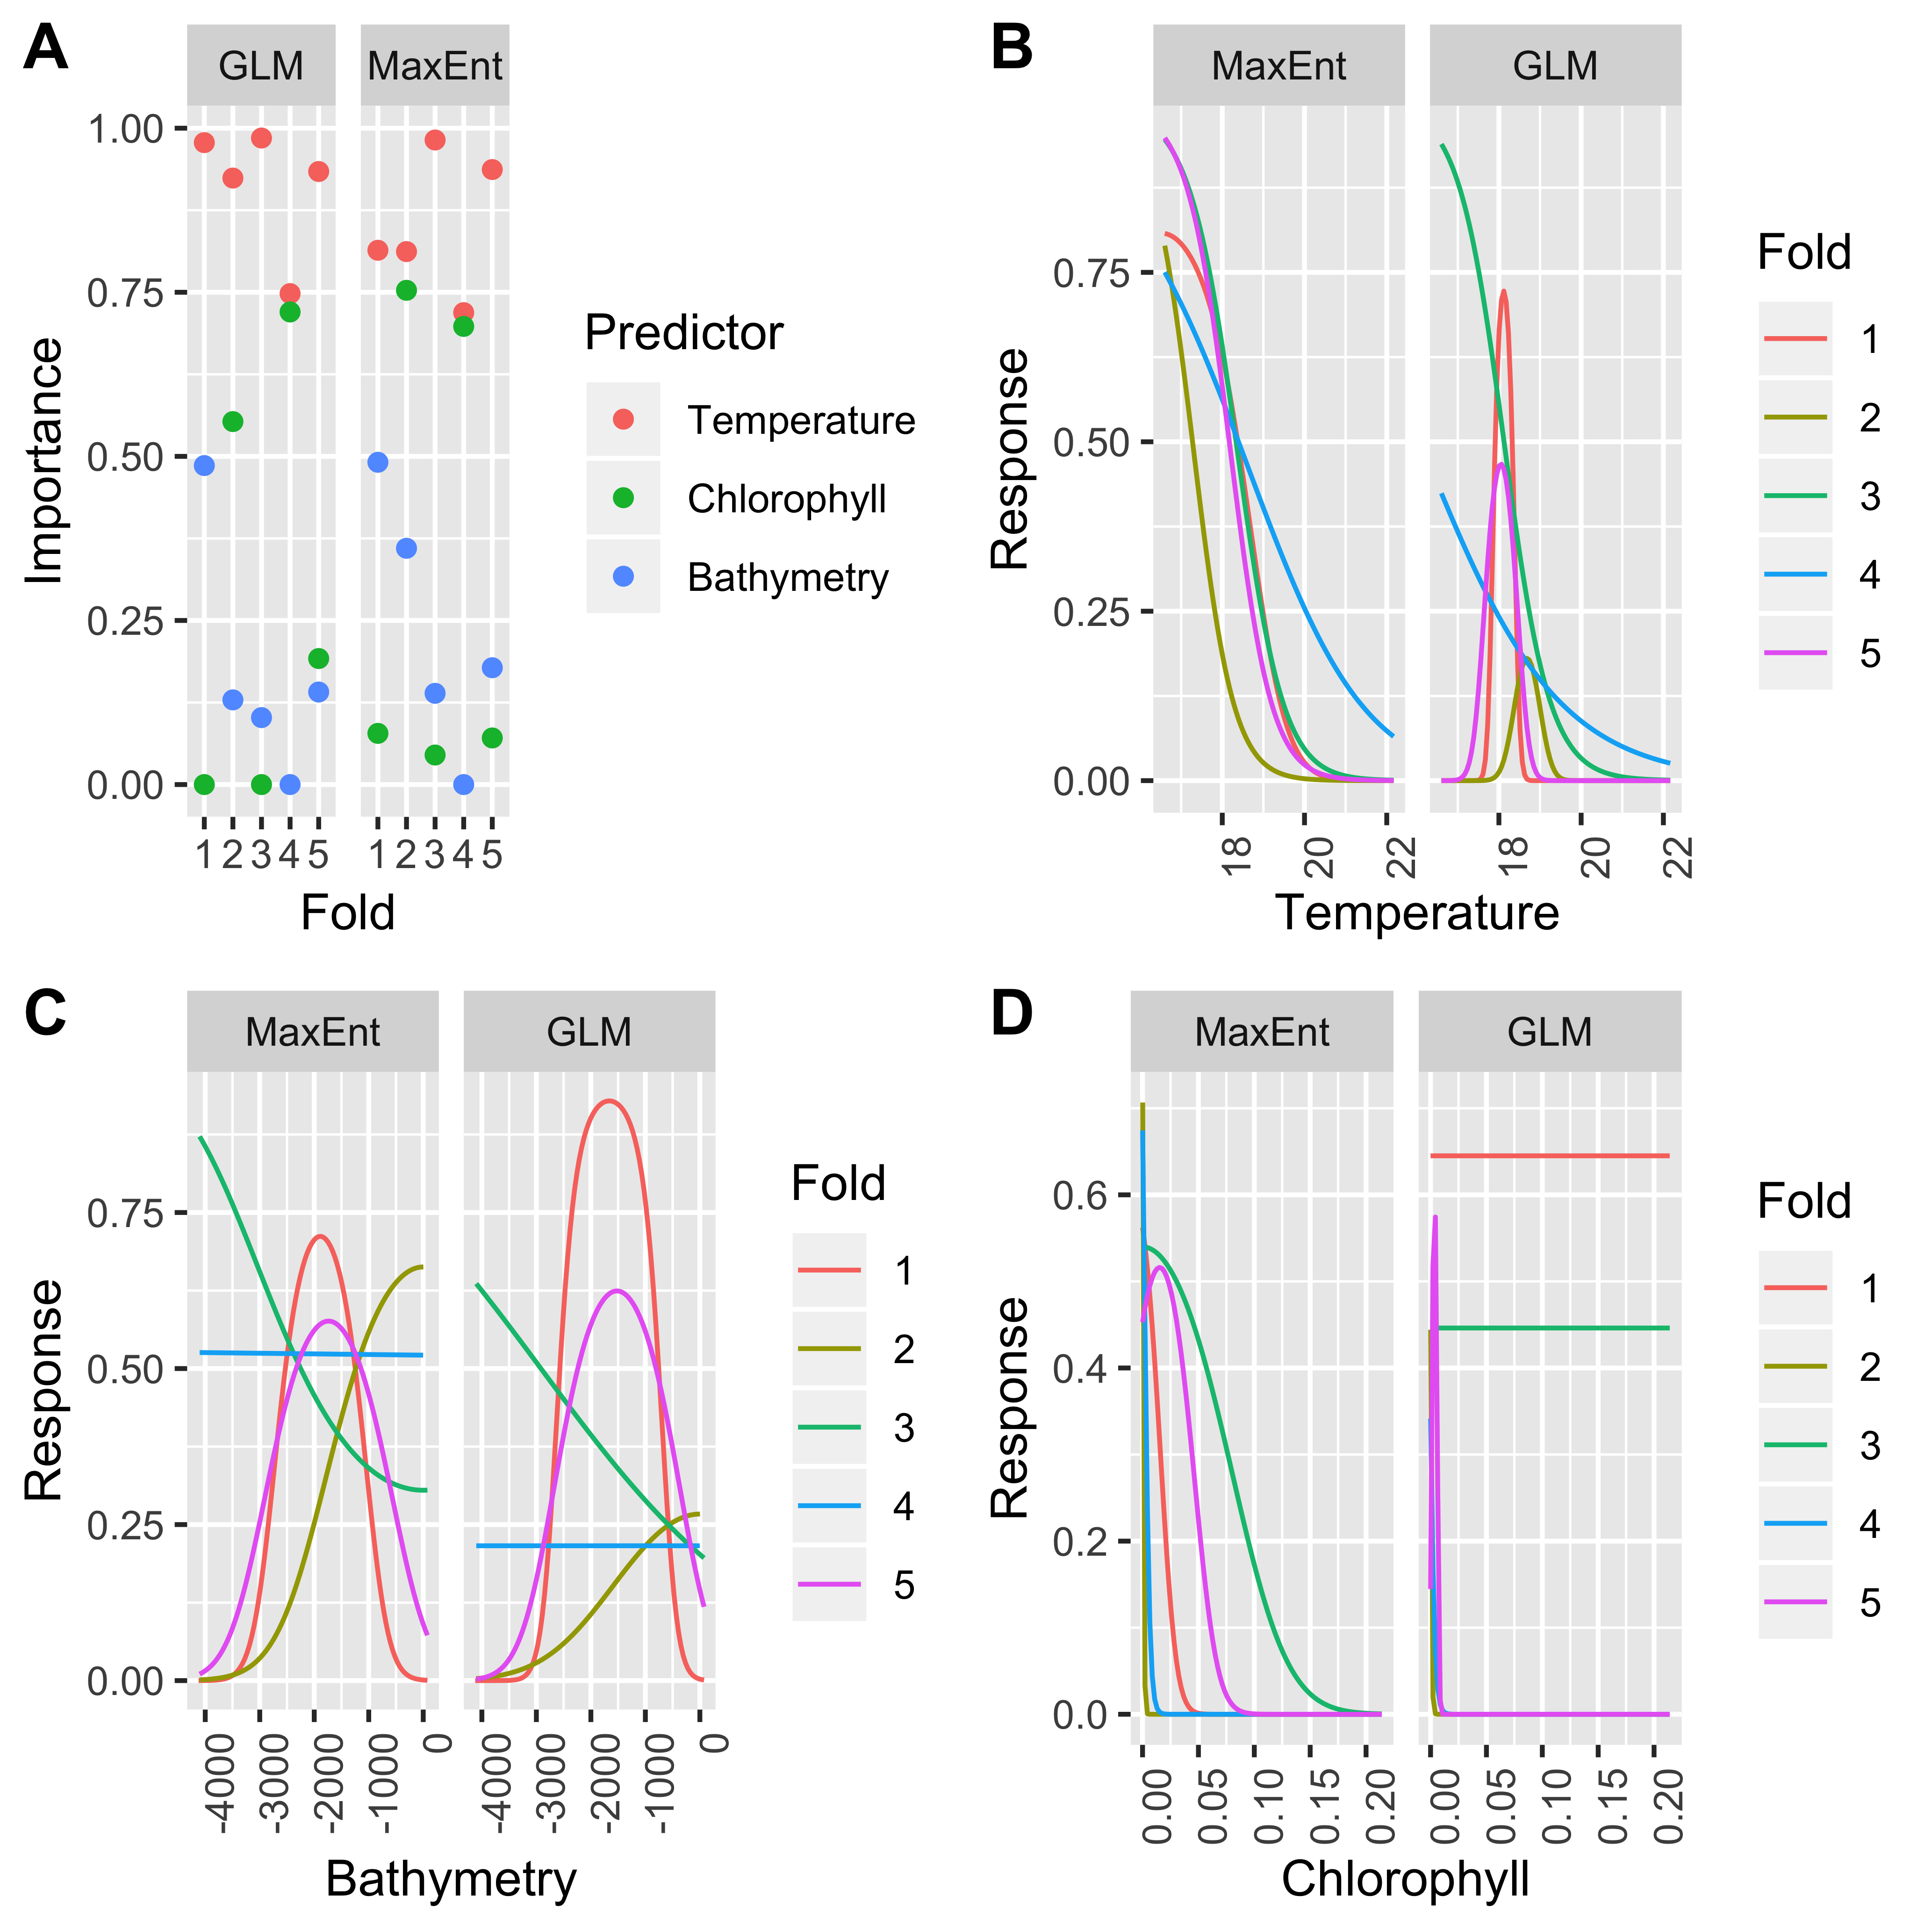 A
GLM MaxEnt
1.00
0.75
0.50
0.25
0.00
Importance
1 2 3 4 5 1 2 3 4 5
Fold
Predictor
Temperature
Chlorophyll
Bathymetry
B
MaxEnt GLM
0.75
0.50
0.25
0.00
Response
18 20 22 18 20 22
Temperature
Fold
1
2
3
4
5
C
MaxEnt GLM
0.75
0.50
0.25
0.00
Response
-4000 -3000 -2000 -1000 0 -4000 -3000 -2000 -1000 0
Bathymetry
Fold
1
2
3
4
5
D
MaxEnt GLM
0.6
0.4
0.2
0.0
Response
0.00 0.05 0.10 0.15 0.20 0.00 0.05 0.10 0.15 0.20
Chlorophyll
Fold
1
2
3
4
5